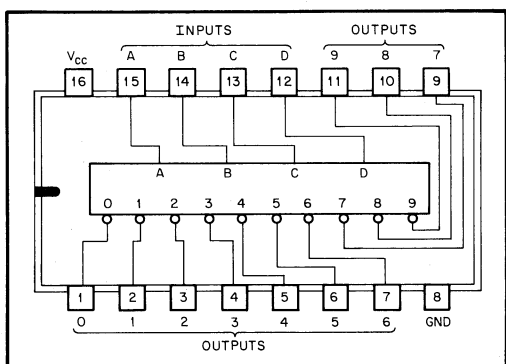 INPUTS OUTPUTS
VCC A B C D 9 8 7
16 15 14 13 12 11 10 9
A B C D
0 1 2 3 4 5 6 7 8 9
1 2 3 4 5 6 7 8
0 1 2 3 4 5 6 GND
OUTPUTS